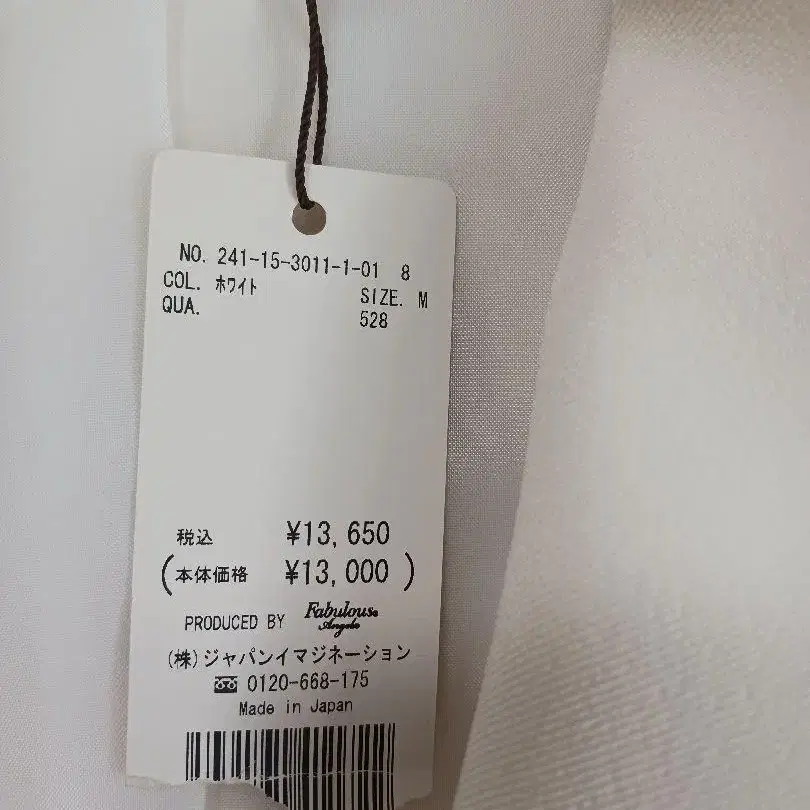 NO. 241-15-3011-1-01 8
COL. ﾎﾜｲﾄ SIZE. M
QUA. 528
税込 ¥13,650
(本体価格 ¥13,000 )
PRODUCED BY Fabulous Angela
(株)ジャパンイマジネーション
0120-668-175
Made in Japan